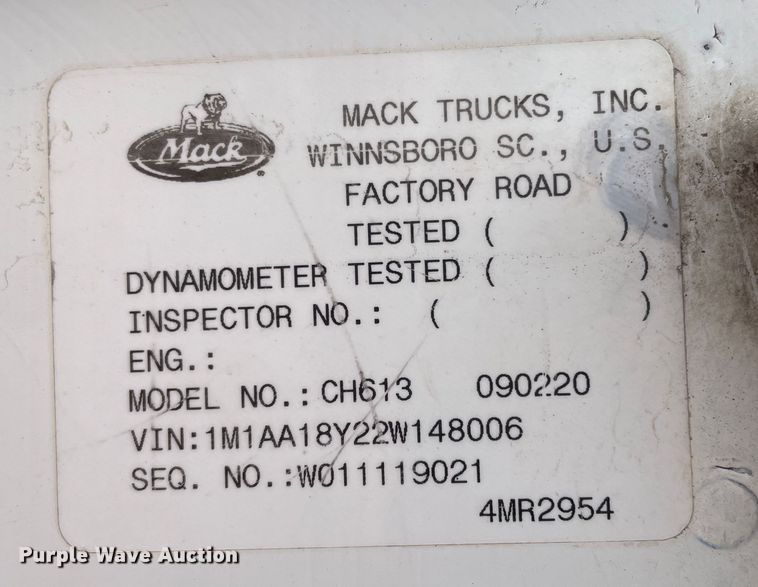 Mack
MACK TRUCKS, INC.
WINNSBORO SC., U.S.
FACTORY ROAD
TESTED ( )
DYNAMOMETER TESTED ( )
INSPECTOR NO.: ( )
ENG.:
MODEL NO.: CH613 090220
VIN:1M1AA18Y22W148006
SEQ. NO.:W011119021
4MR2954
Purple Wave Auction